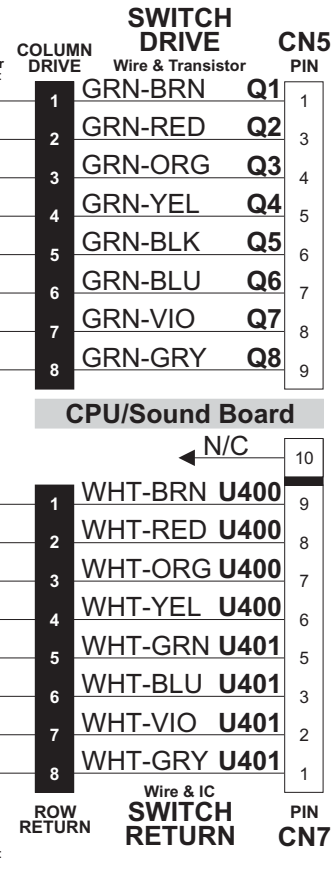 SWITCH
COLUMN DRIVE CN5
DRIVE Wire & Transistor PIN
1 GRN-BRN Q1 1
2 GRN-RED Q2 3
3 GRN-ORG Q3 4
4 GRN-YEL Q4 5
5 GRN-BLK Q5 6
6 GRN-BLU Q6 7
7 GRN-VIO Q7 8
8 GRN-GRY Q8 9
CPU/Sound Board
N/C 10
1 WHT-BRN U400 9
2 WHT-RED U400 8
3 WHT-ORG U400 7
4 WHT-YEL U400 6
5 WHT-GRN U401 5
6 WHT-BLU U401 3
7 WHT-VIO U401 2
8 WHT-GRY U401 1
Wire & IC
ROW SWITCH PIN
RETURN RETURN CN7